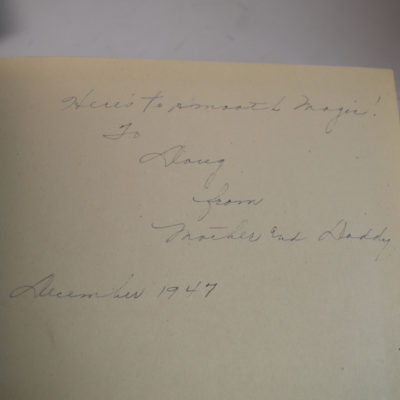 Here's to smooth Magic!
To
Doug
from
Mother and Daddy
December 1947